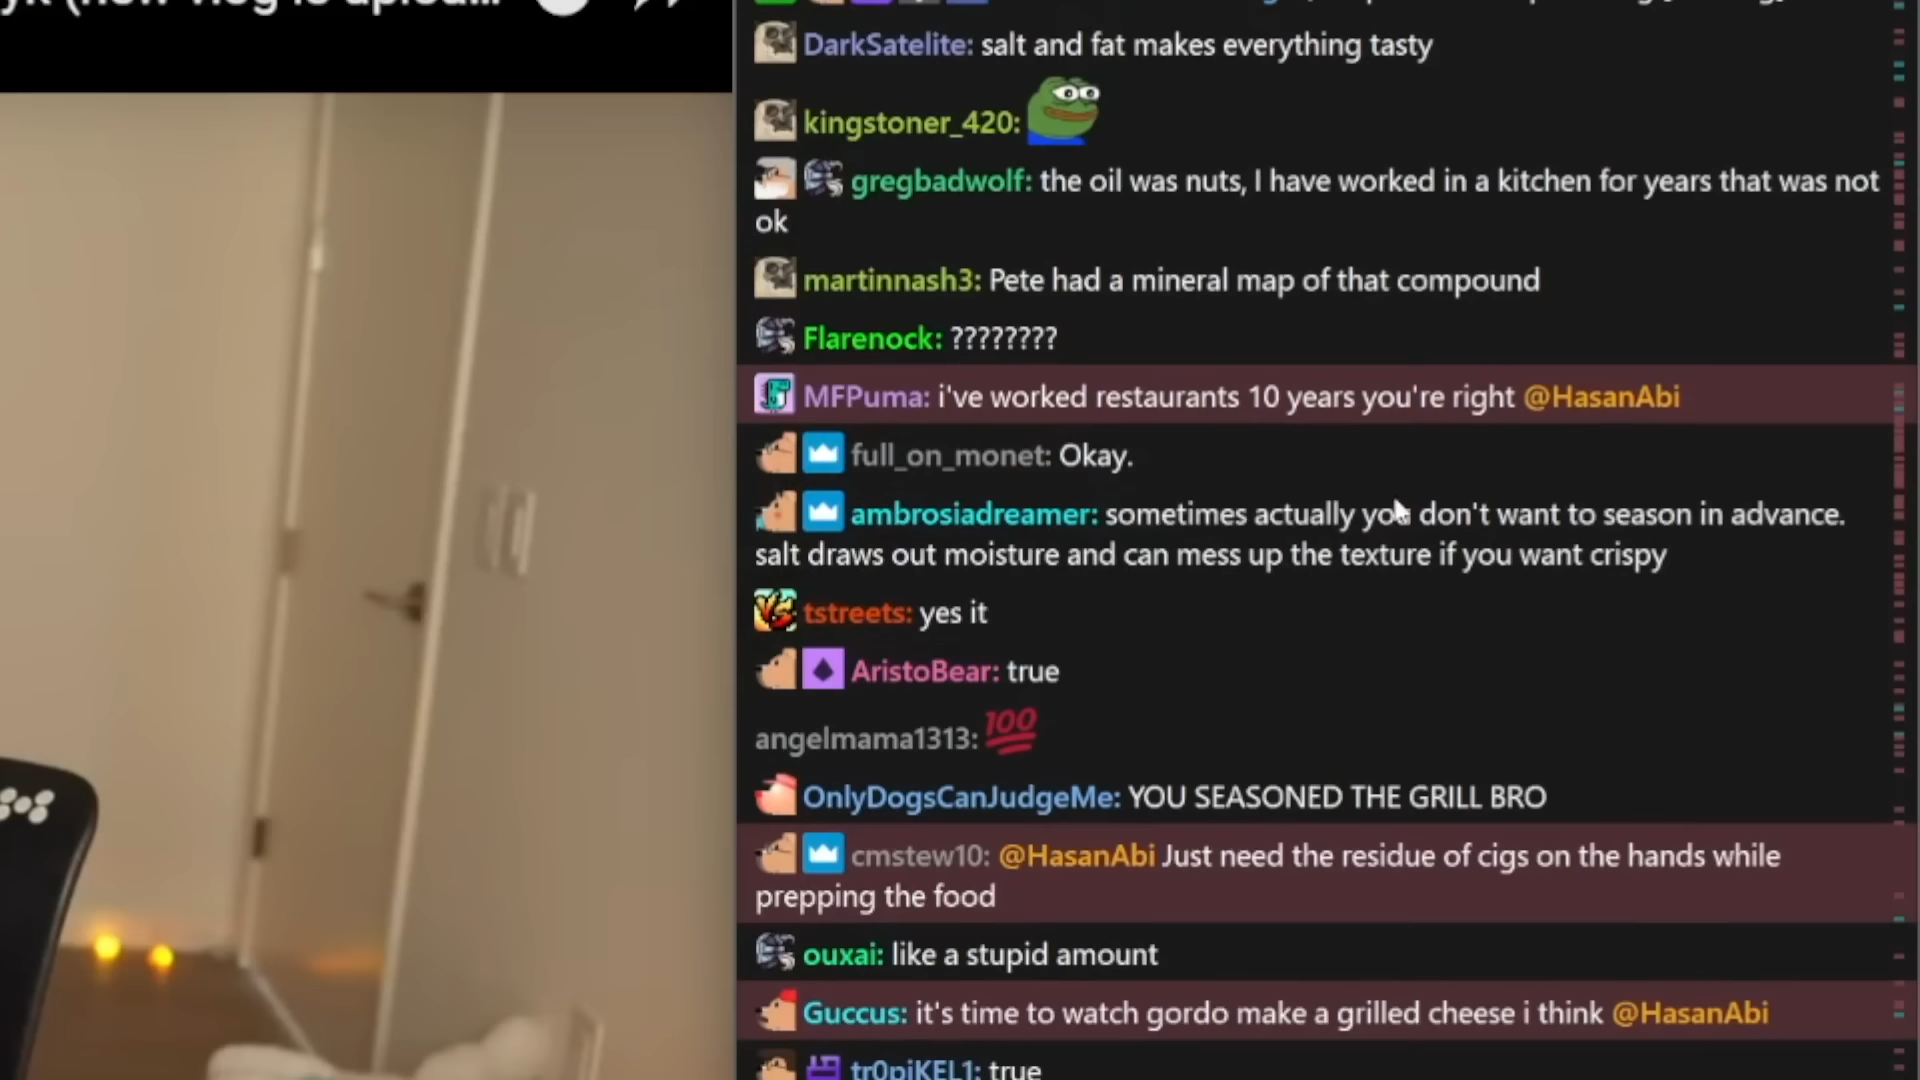 DarkSatelite: salt and fat makes everything tasty
kingstoner_420:
gregbadwolf: the oil was nuts, I have worked in a kitchen for years that was not
ok
martinnash3: Pete had a mineral map of that compound
Flarenock: ????????
MFPuma: i've worked restaurants 10 years you're right @HasanAbi
full_on_monet: Okay.
ambrosiadreamer: sometimes actually you don't want to season in advance.
salt draws out moisture and can mess up the texture if you want crispy
VS tstreets: yes it
AristoBear: true
angelmama1313: 100
OnlyDogsCanJudgeMe: YOU SEASONED THE GRILL BRO
cmstew10: @HasanAbi Just need the residue of cigs on the hands while
prepping the food
ouxai: like a stupid amount
Guccus: it's time to watch gordo make a grilled cheese i think @HasanAbi
tr0piKEL1: true